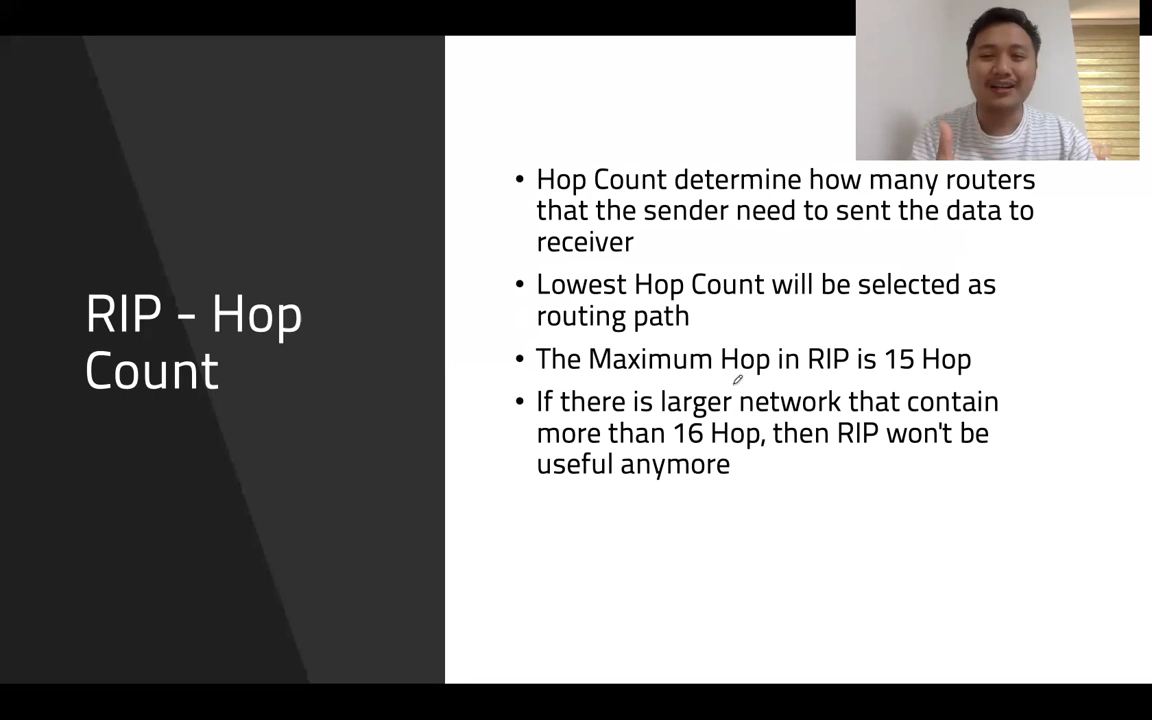 RIP - Hop
Count
• Hop Count determine how many routers
that the sender need to sent the data to
receiver
• Lowest Hop Count will be selected as
routing path
• The Maximum Hop in RIP is 15 Hop
• If there is larger network that contain
more than 16 Hop, then RIP won't be
useful anymore